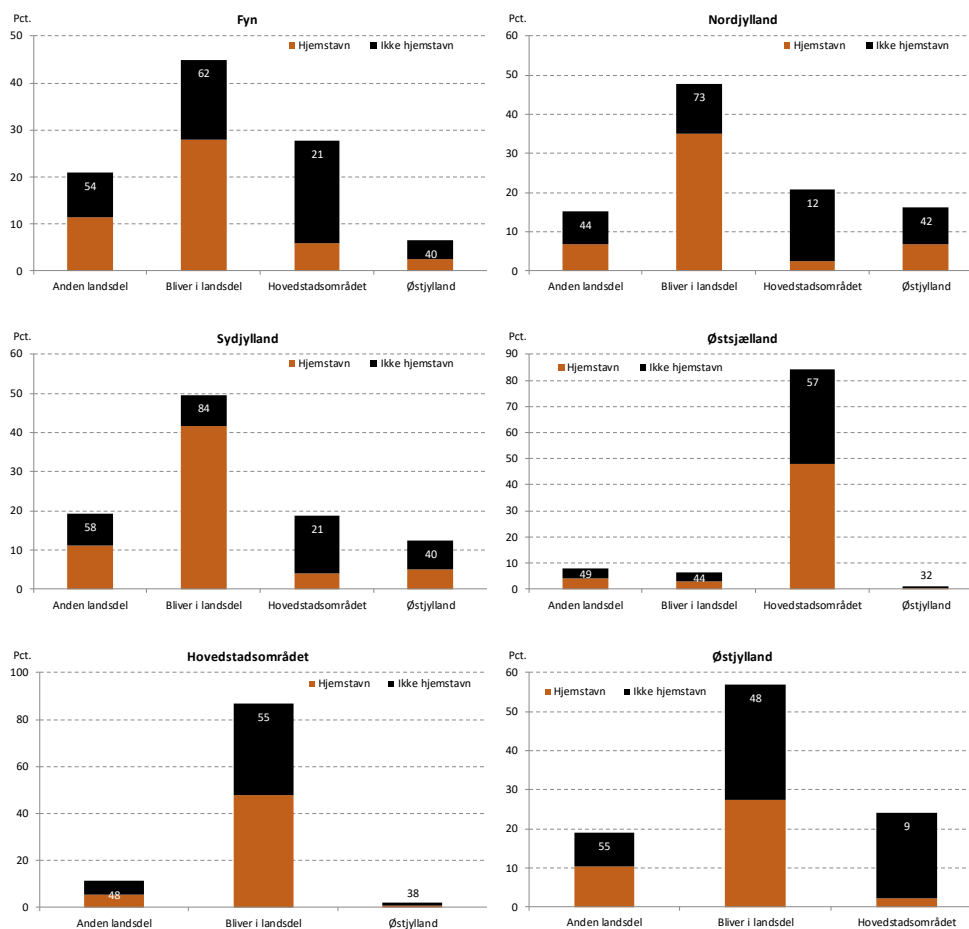 Pct.
Fyn
Hjemstavn
Ikke hjemstavn
50
40
30
20
10
0
54
62
21
40
Anden landsdel
Bliver i landsdel
Hovedstadsområdet
Østjylland
Pct.
Nordjylland
Hjemstavn
Ikke hjemstavn
60
50
40
30
20
10
0
44
73
12
42
Anden landsdel
Bliver i landsdel
Hovedstadsområdet
Østjylland
Pct.
Sydjylland
Hjemstavn
Ikke hjemstavn
60
50
40
30
20
10
0
58
84
21
40
Anden landsdel
Bliver i landsdel
Hovedstadsområdet
Østjylland
Pct.
Østsjælland
Hjemstavn
Ikke hjemstavn
90
80
70
60
50
40
30
20
10
0
49
44
57
32
Anden landsdel
Bliver i landsdel
Hovedstadsområdet
Østjylland
Pct.
Hovedstadsområdet
Hjemstavn
Ikke hjemstavn
100
80
60
40
20
0
48
55
38
Anden landsdel
Bliver i landsdel
Østjylland
Pct.
Østjylland
Hjemstavn
Ikke hjemstavn
60
50
40
30
20
10
0
55
48
9
Anden landsdel
Bliver i landsdel
Hovedstadsområdet